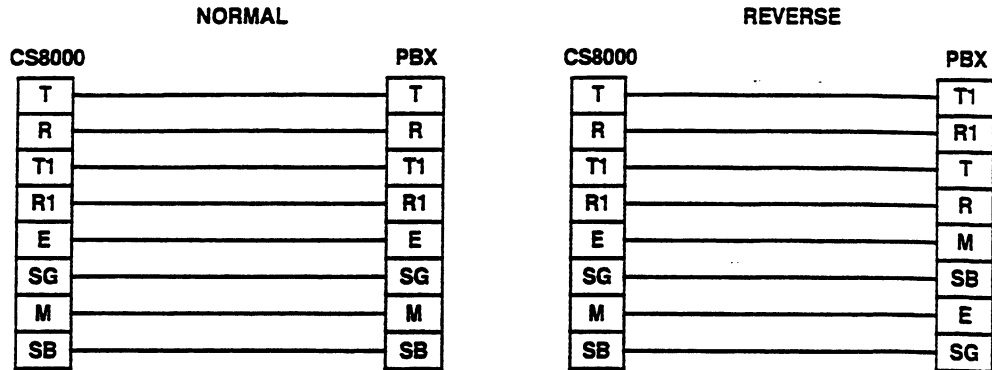 NORMAL
CS8000 PBX
T T
R R
T1 T1
R1 R1
E E
SG SG
M M
SB SB
REVERSE
CS8000 PBX
T T1
R R1
T1 T
R1 R
E M
SG SB
M E
SB SG